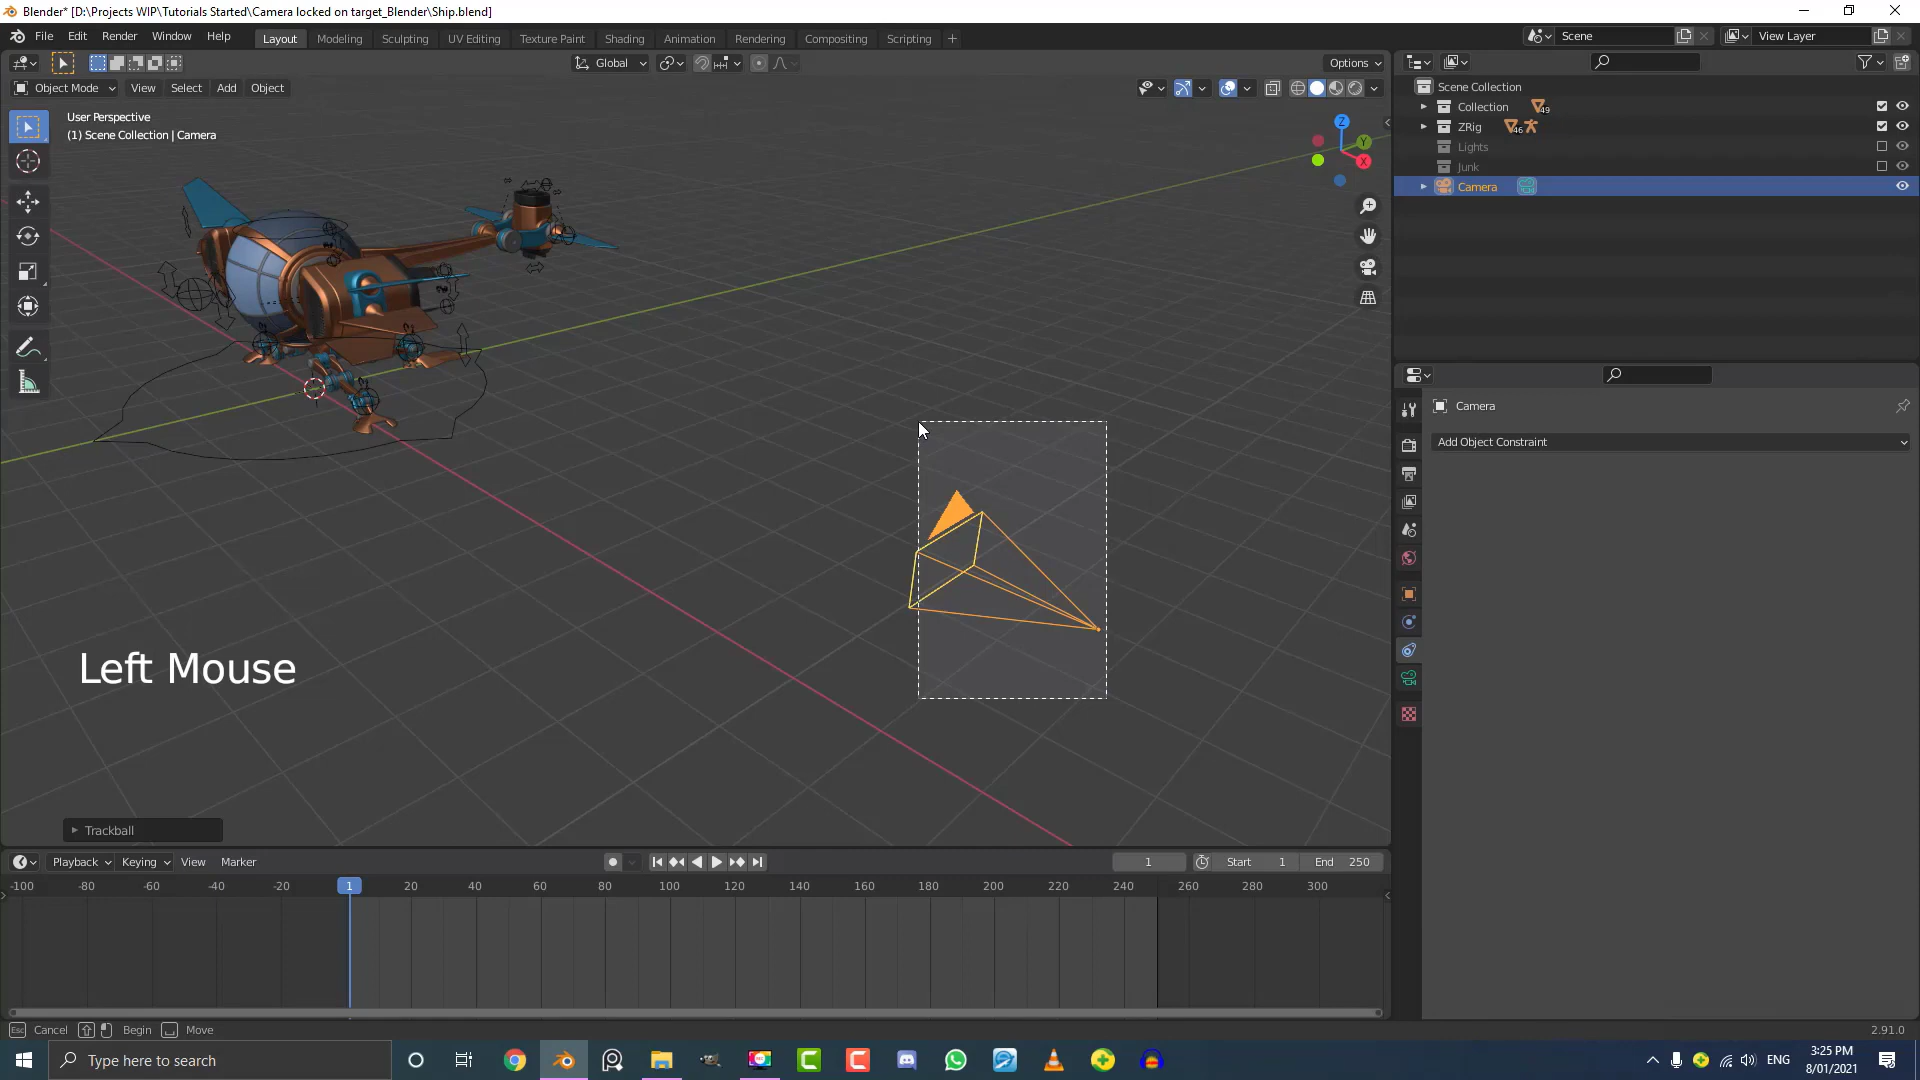 Blender* [D:\Projects WIP\Tutorials Started\Camera locked on target_Blender\Ship.blend]
File Edit Render Window Help Layout Modeling Sculpting UV Editing Texture Paint Shading Animation Rendering Compositing Scripting + Scene View Layer
Global Options
Object Mode View Select Add Object
User Perspective
(1) Scene Collection | Camera
Z
Y
X
Scene Collection
Collection 49
ZRig 46
Lights
Junk
Camera
Camera
Add Object Constraint
Left Mouse
Trackball
Playback Keying View Marker 1 Start 1 End 250
-100 -80 -60 -40 -20 1 20 40 60 80 100 120 140 160 180 200 220 240 260 280 300
Esc Cancel Begin Move 2.91.0
Type here to search ENG 3:25 PM
8/01/2021